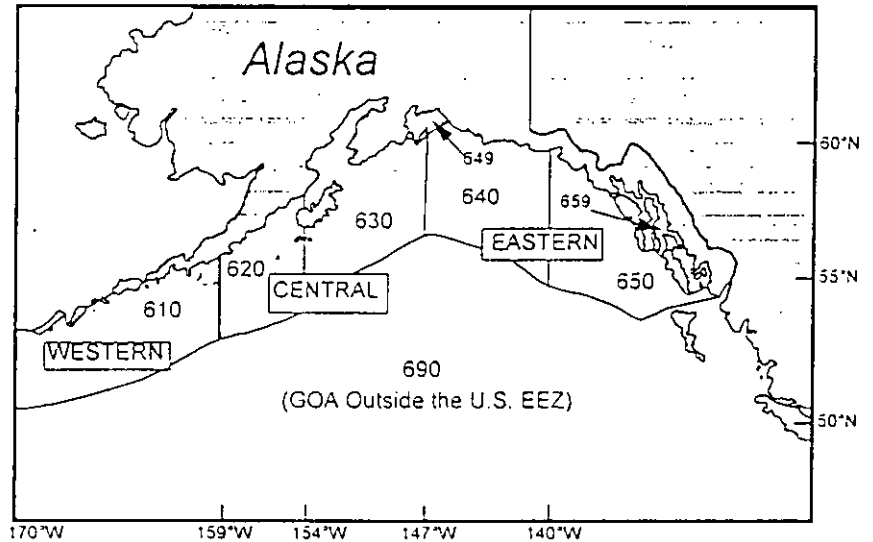 Alaska
60°N
649
640
659
630
EASTERN
620
650
55°N
CENTRAL
610
WESTERN
690
(GOA Outside the U.S. EEZ)
50°N
170°W 159°W 154°W 147°W 140°W